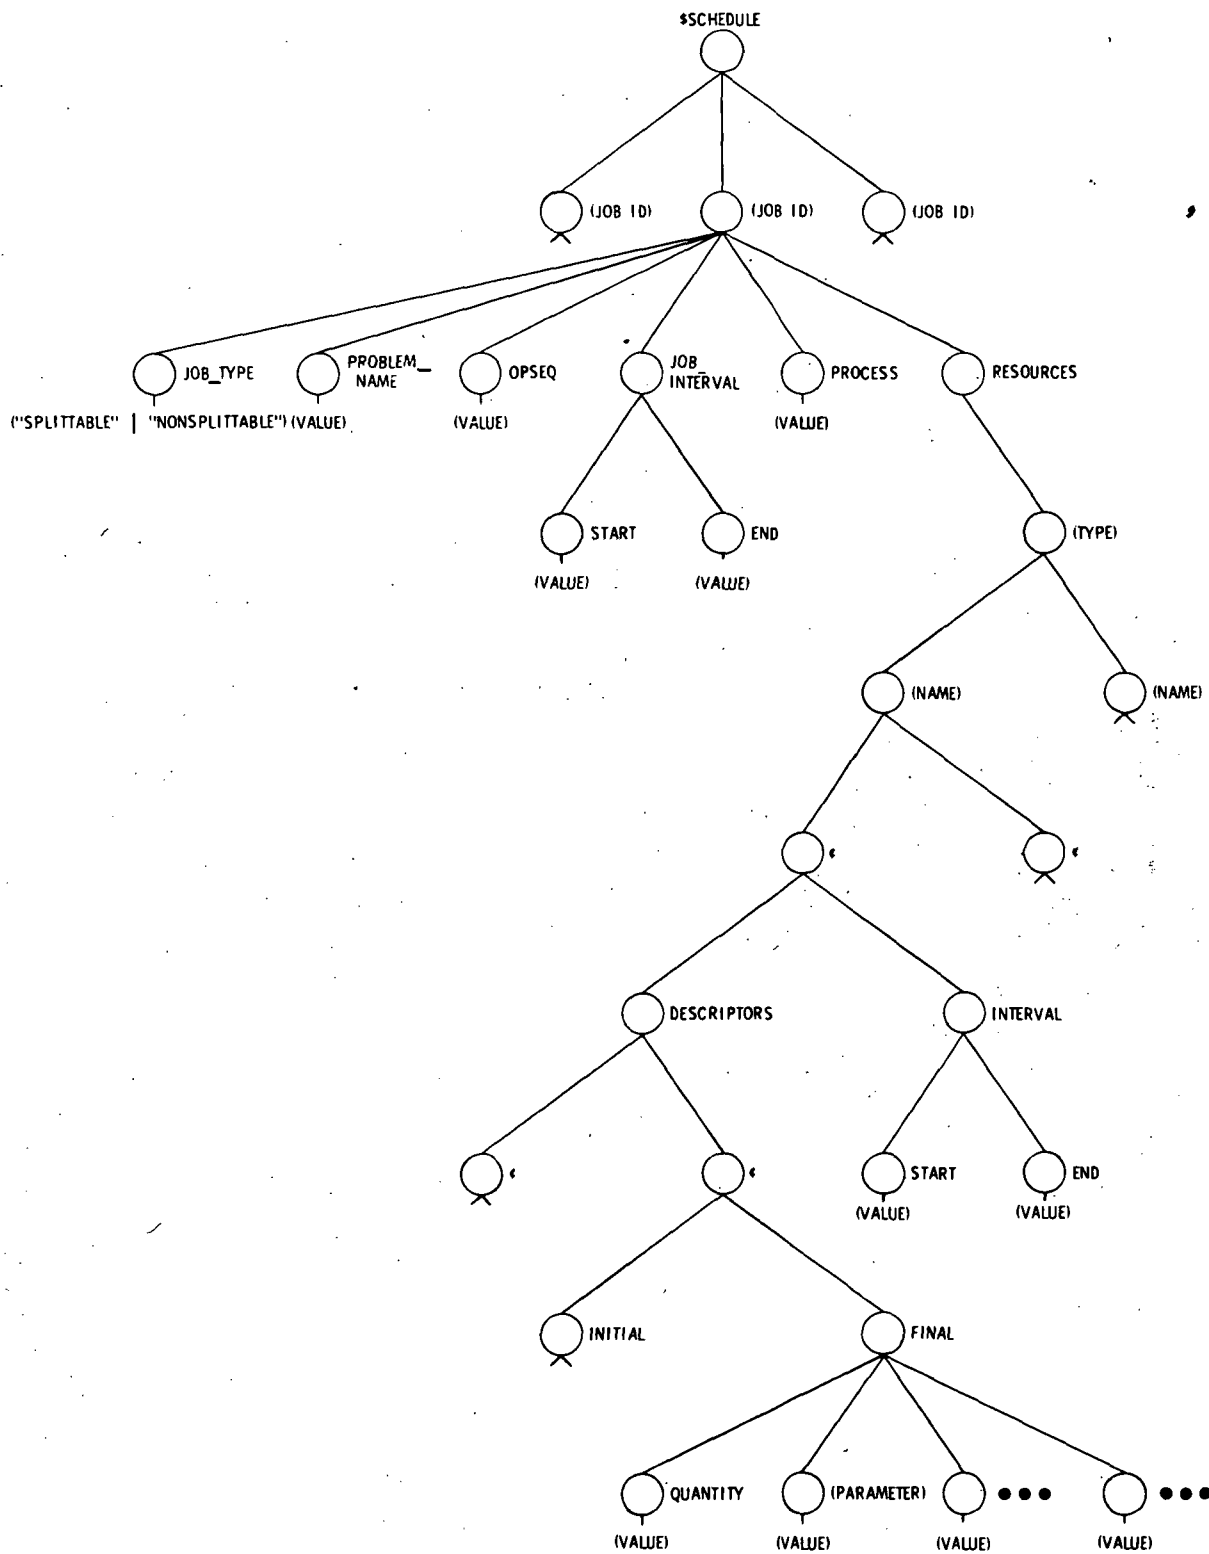 $SCHEDULE
(JOB ID) (JOB ID) (JOB ID)
JOB_TYPE PROBLEM_ OPSEQ JOB_ PROCESS RESOURCES
NAME INTERVAL
("SPLITTABLE" | "NONSPLITTABLE") (VALUE) (VALUE) (VALUE)
START END (TYPE)
(VALUE) (VALUE)
(NAME) (NAME)
¢ ¢
DESCRIPTORS INTERVAL
¢ ¢ START END
(VALUE) (VALUE)
INITIAL FINAL
QUANTITY (PARAMETER) ••• •••
(VALUE) (VALUE) (VALUE) (VALUE)